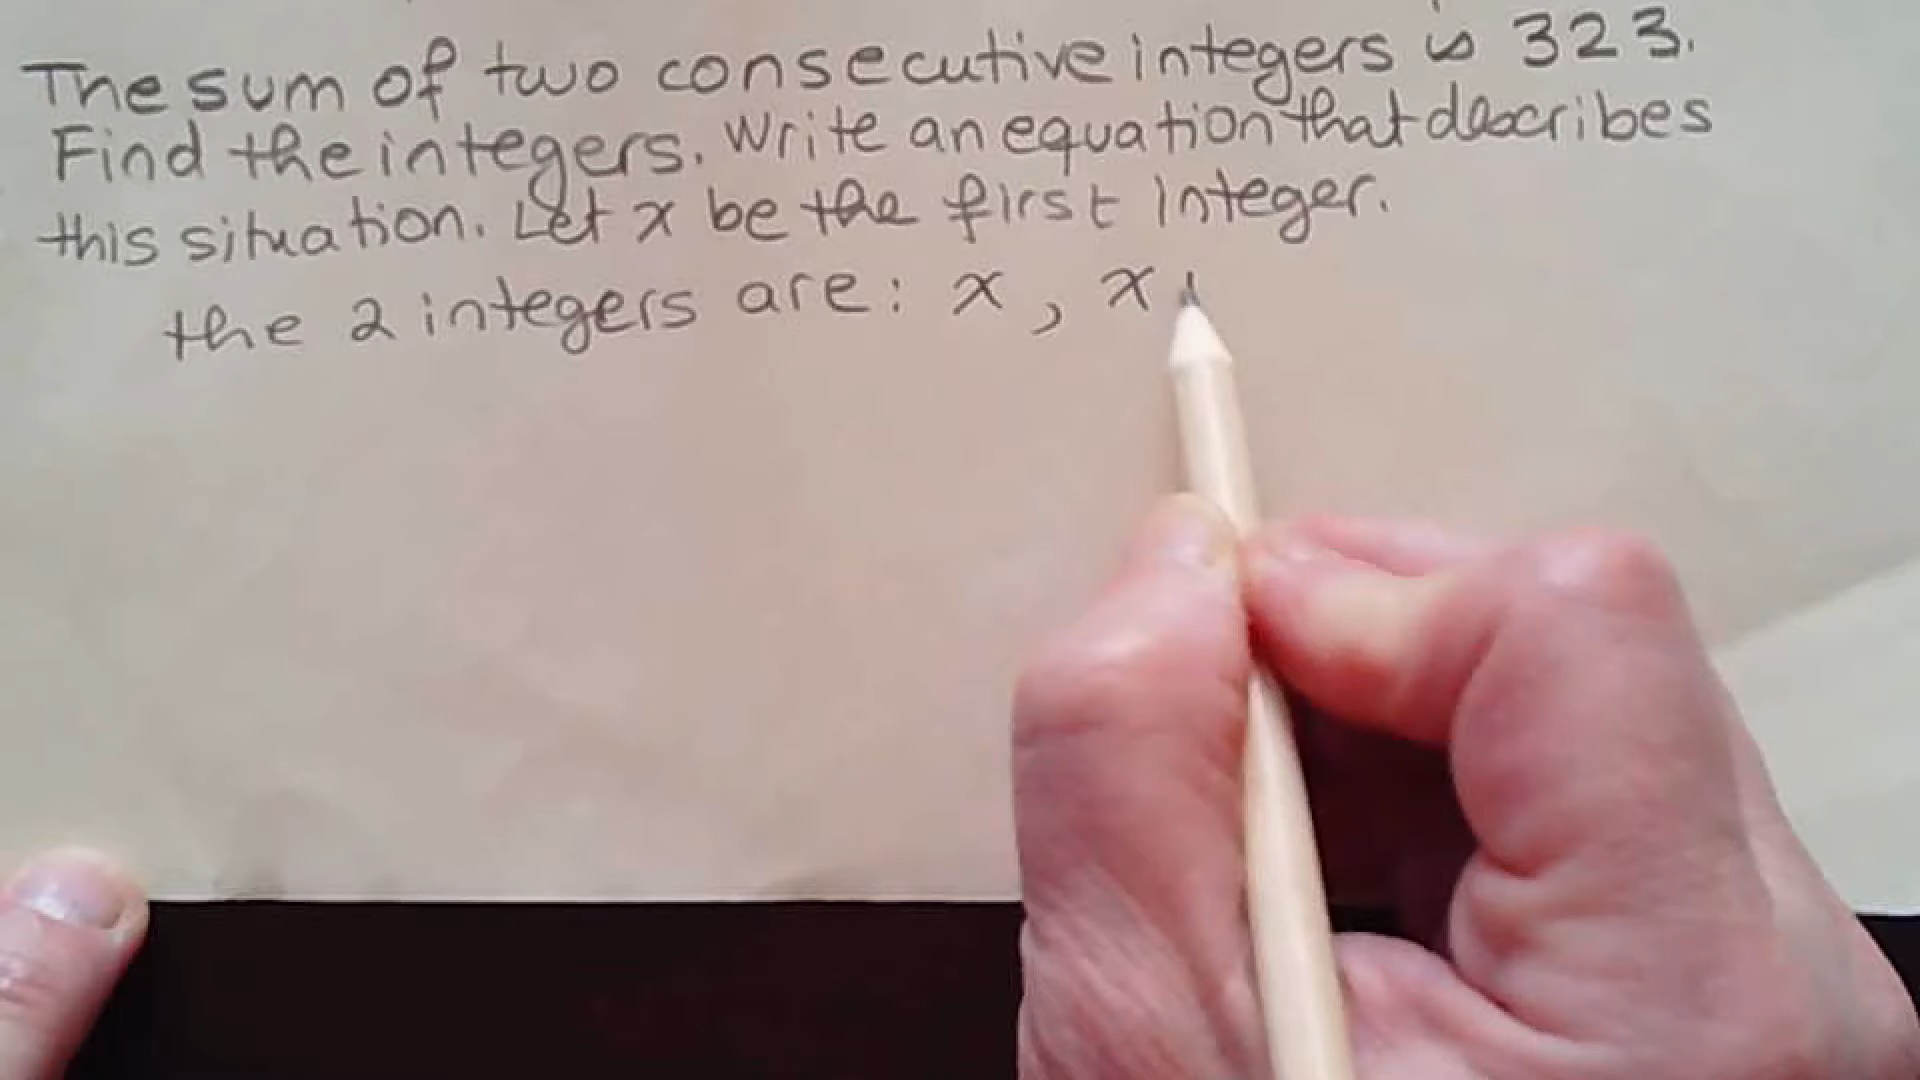 The sum of two consecutive integers is 323.
Find the integers. Write an equation that describes
this situation. Let x be the first integer.
the 2 integers are: x, x